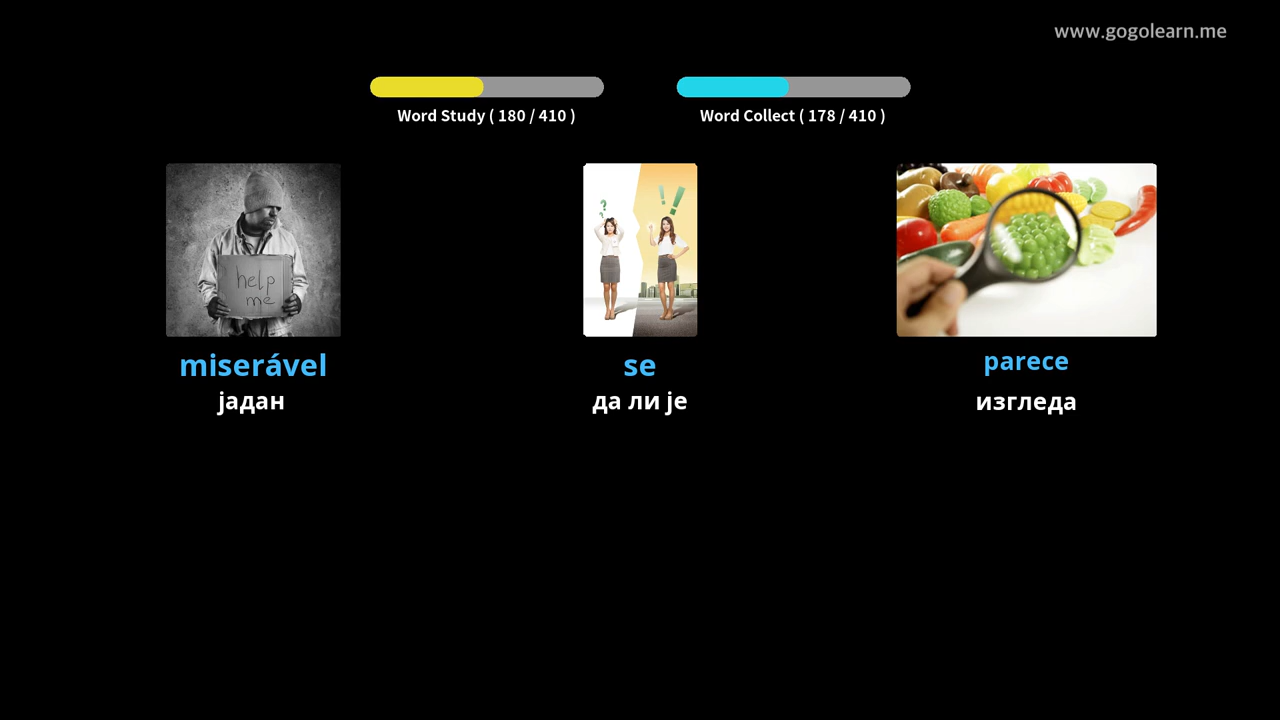 www.gogolearn.me
Word Study ( 180 / 410 )
Word Collect ( 178 / 410 )
help
me
miserável
јадан
se
да ли је
parece
изгледа